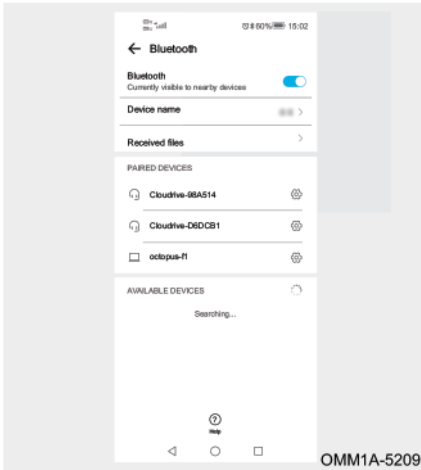 60% 15:02
Bluetooth
Bluetooth
Currently visible to nearby devices
Device name
Received files
PAIRED DEVICES
Cloudrive-98A514
Cloudrive-D6DCB1
octopus-f1
AVAILABLE DEVICES
Searching...
Help
OMM1A-5209